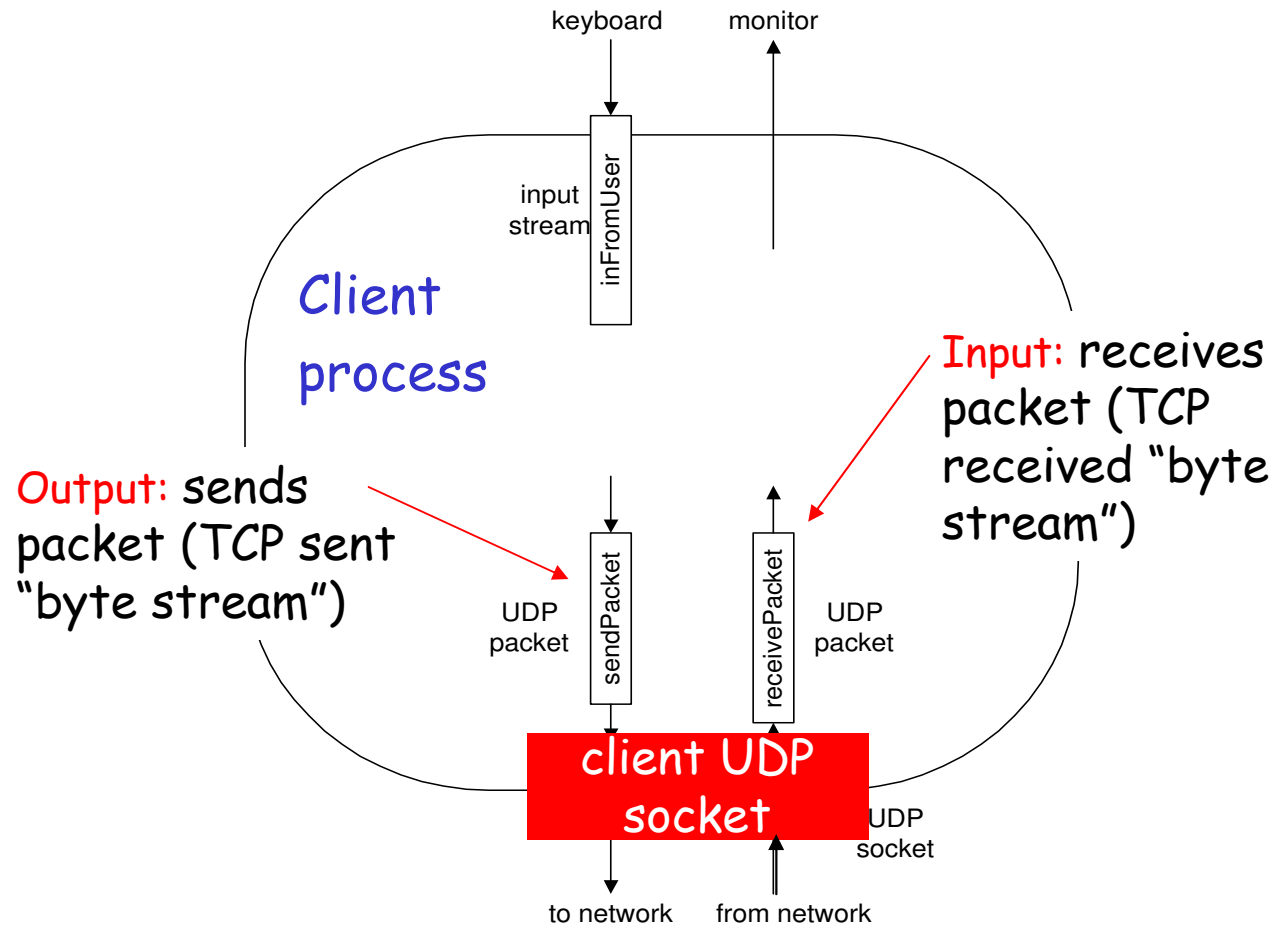 keyboard
monitor
input
stream
inFromUser
Client
process
Input: receives
packet (TCP
received “byte
stream”)
Output: sends
packet (TCP sent
“byte stream”)
UDP
packet
sendPacket
receivePacket
UDP
packet
client UDP
socket
UDP
socket
to network
from network